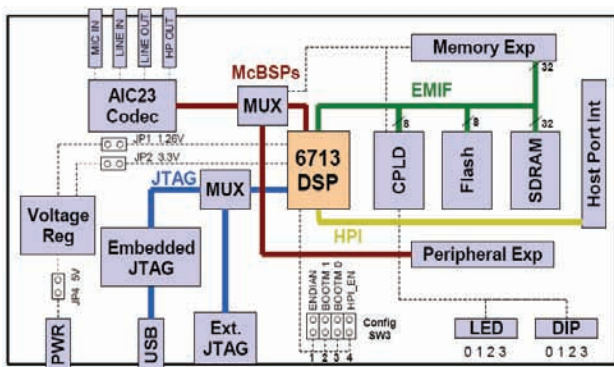 MIC IN
LINE IN
LINE OUT
HP OUT
AIC23
Codec
McBSPs
MUX
Memory Exp
32
EMIF
JP1 1.26V
JP2 3.3V
6713
DSP
8
CPLD
8
Flash
32
SDRAM
Host Port Int
JTAG
MUX
Voltage
Reg
Embedded
JTAG
HPI
Peripheral Exp
JP4 5V
ENDIAN
BOOTM 1
BOOTM 0
HPI_EN
Config
SW3
1 2 3 4
PWR
USB
Ext.
JTAG
LED
0 1 2 3
DIP
0 1 2 3